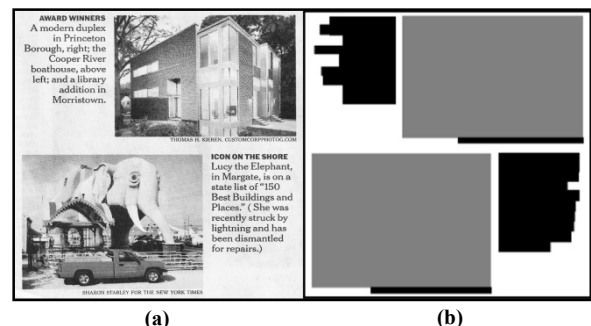 AWARD WINNERS
A modern duplex
in Princeton
Borough, right; the
Cooper River
boathouse, above
left; and a library
addition in
Morristown.
THOMAS H. KIEREN, CUSTOMCORPPHOTOG.COM
ICON ON THE SHORE
Lucy the Elephant,
in Margate, is on a
state list of “150
Best Buildings and
Places.” ( She was
recently struck by
lightning and has
been dismantled
for repairs.)
SHARON STABLEY FOR THE NEW YORK TIMES
(a)
(b)